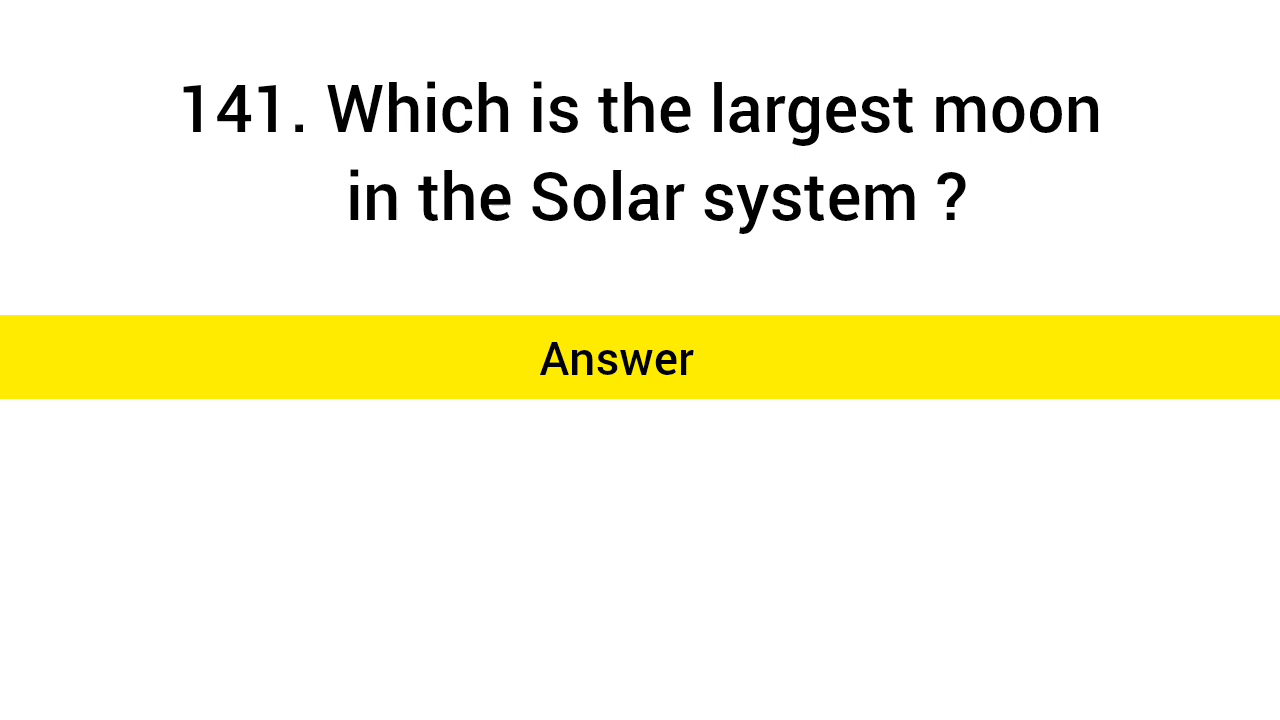 141. Which is the largest moon
in the Solar system ?
Answer